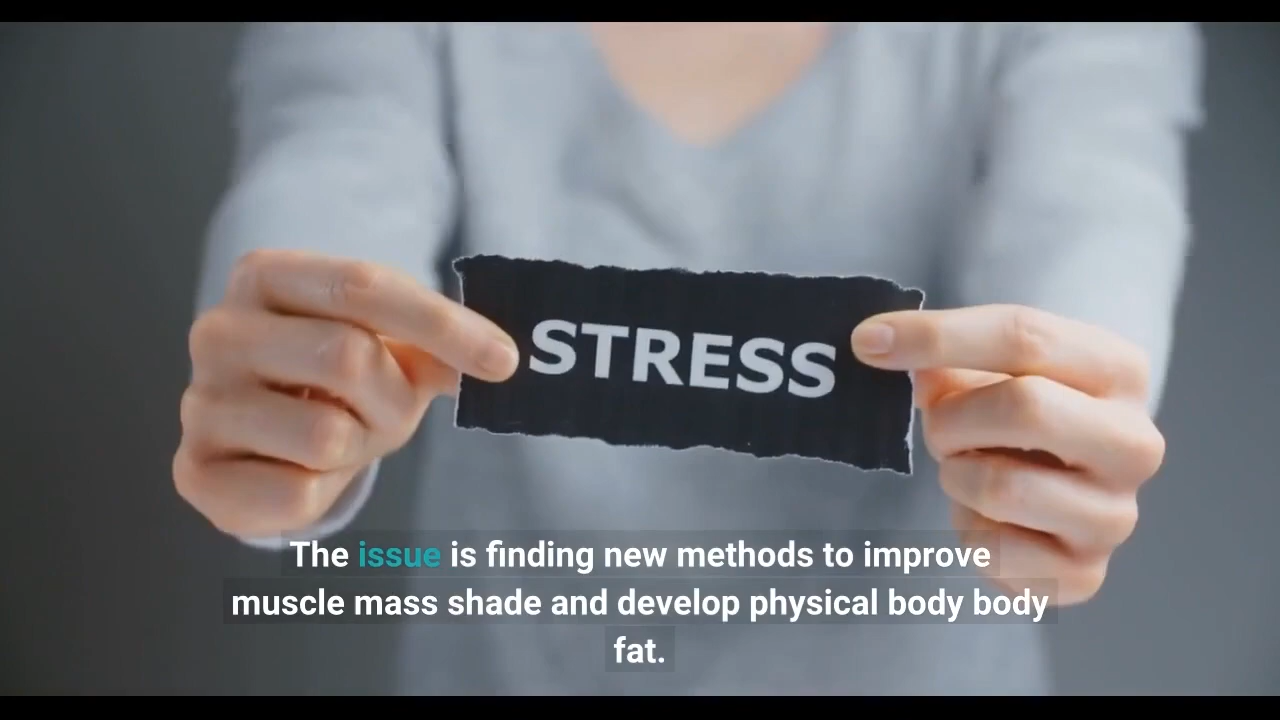 STRESS
The issue is finding new methods to improve
muscle mass shade and develop physical body body
fat.